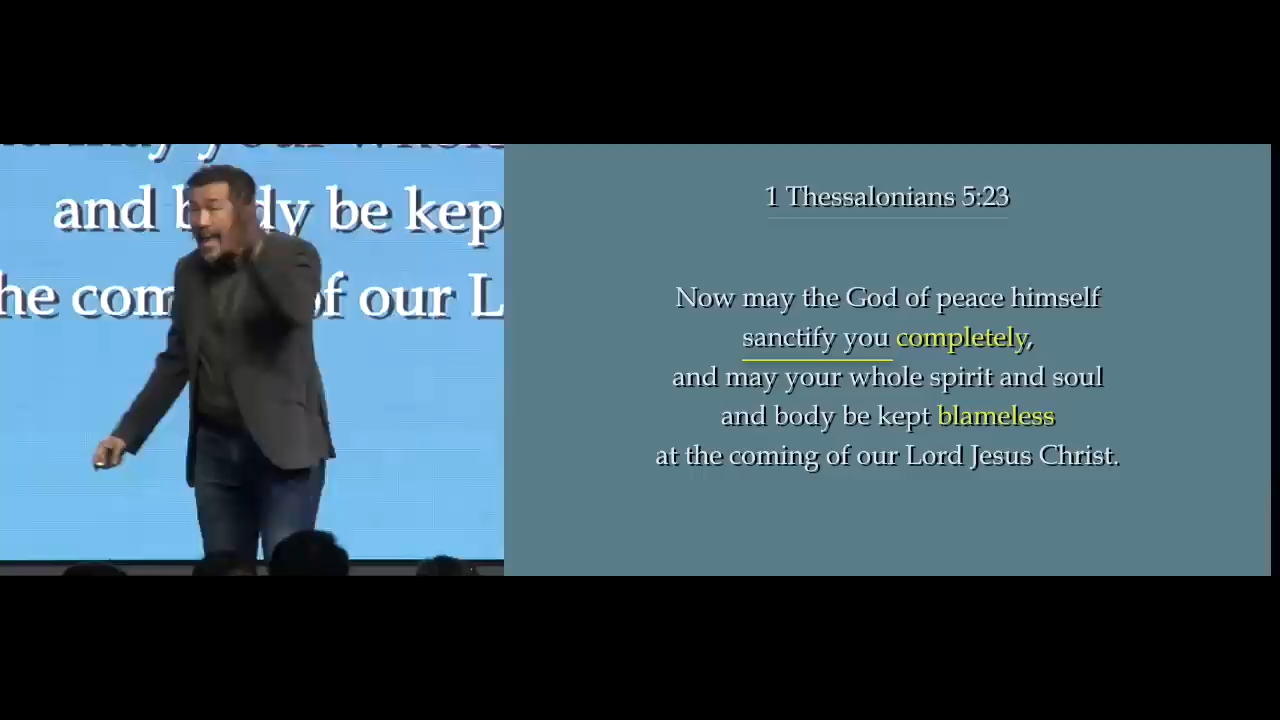 whole
and body be kep
he com of our L
1 Thessalonians 5:23
Now may the God of peace himself
sanctify you completely,
and may your whole spirit and soul
and body be kept blameless
at the coming of our Lord Jesus Christ.